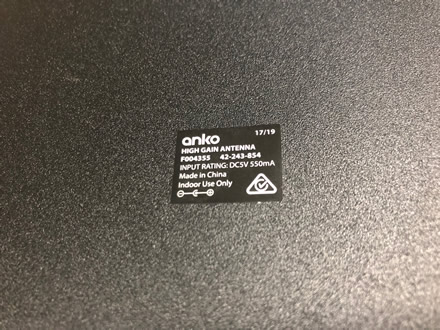 anko 17/19
HIGH GAIN ANTENNA
F004355 42-243-854
INPUT RATING: DC5V 550mA
Made in China
Indoor Use Only